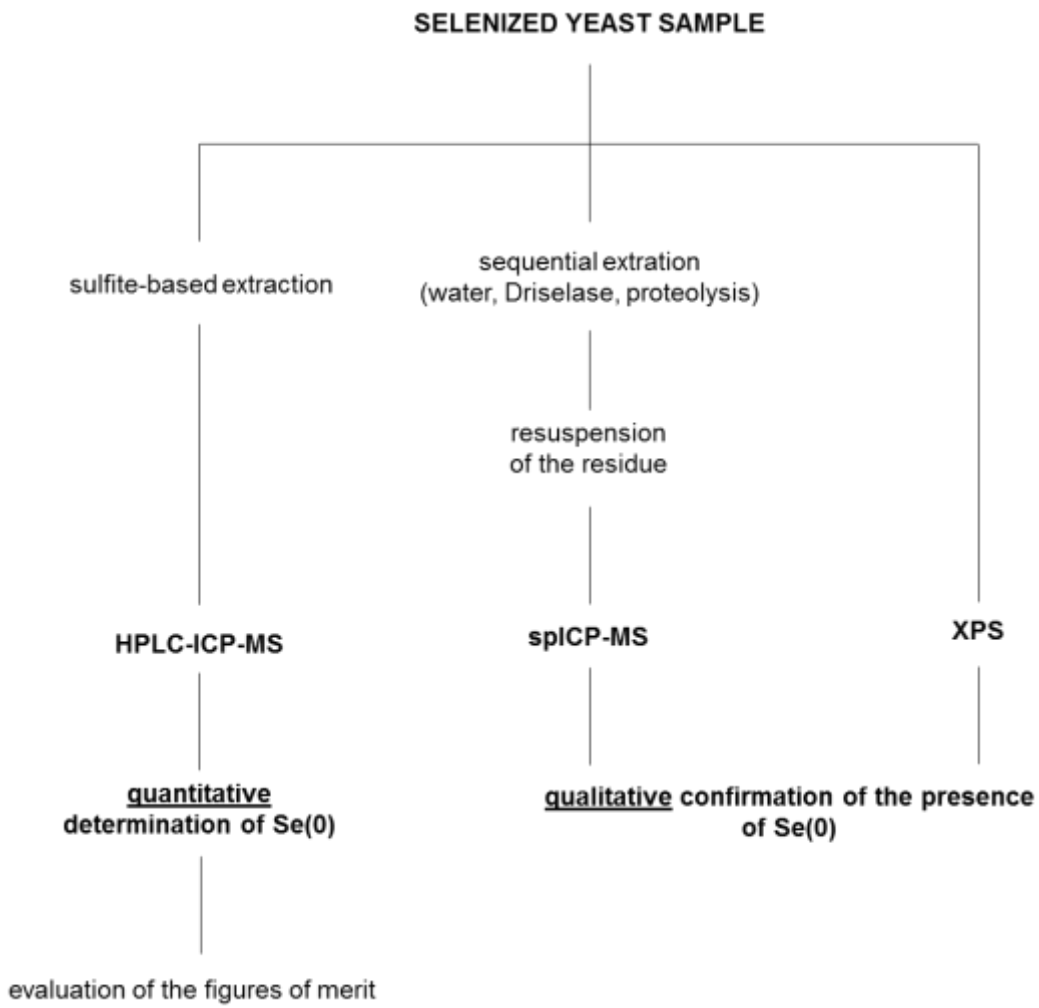 SELENIZED YEAST SAMPLE
sulfite-based extraction
sequential extration
(water, Driselase, proteolysis)
resuspension
of the residue
HPLC-ICP-MS
spICP-MS
XPS
quantitative
determination of Se(0)
qualitative confirmation of the presence
of Se(0)
evaluation of the figures of merit